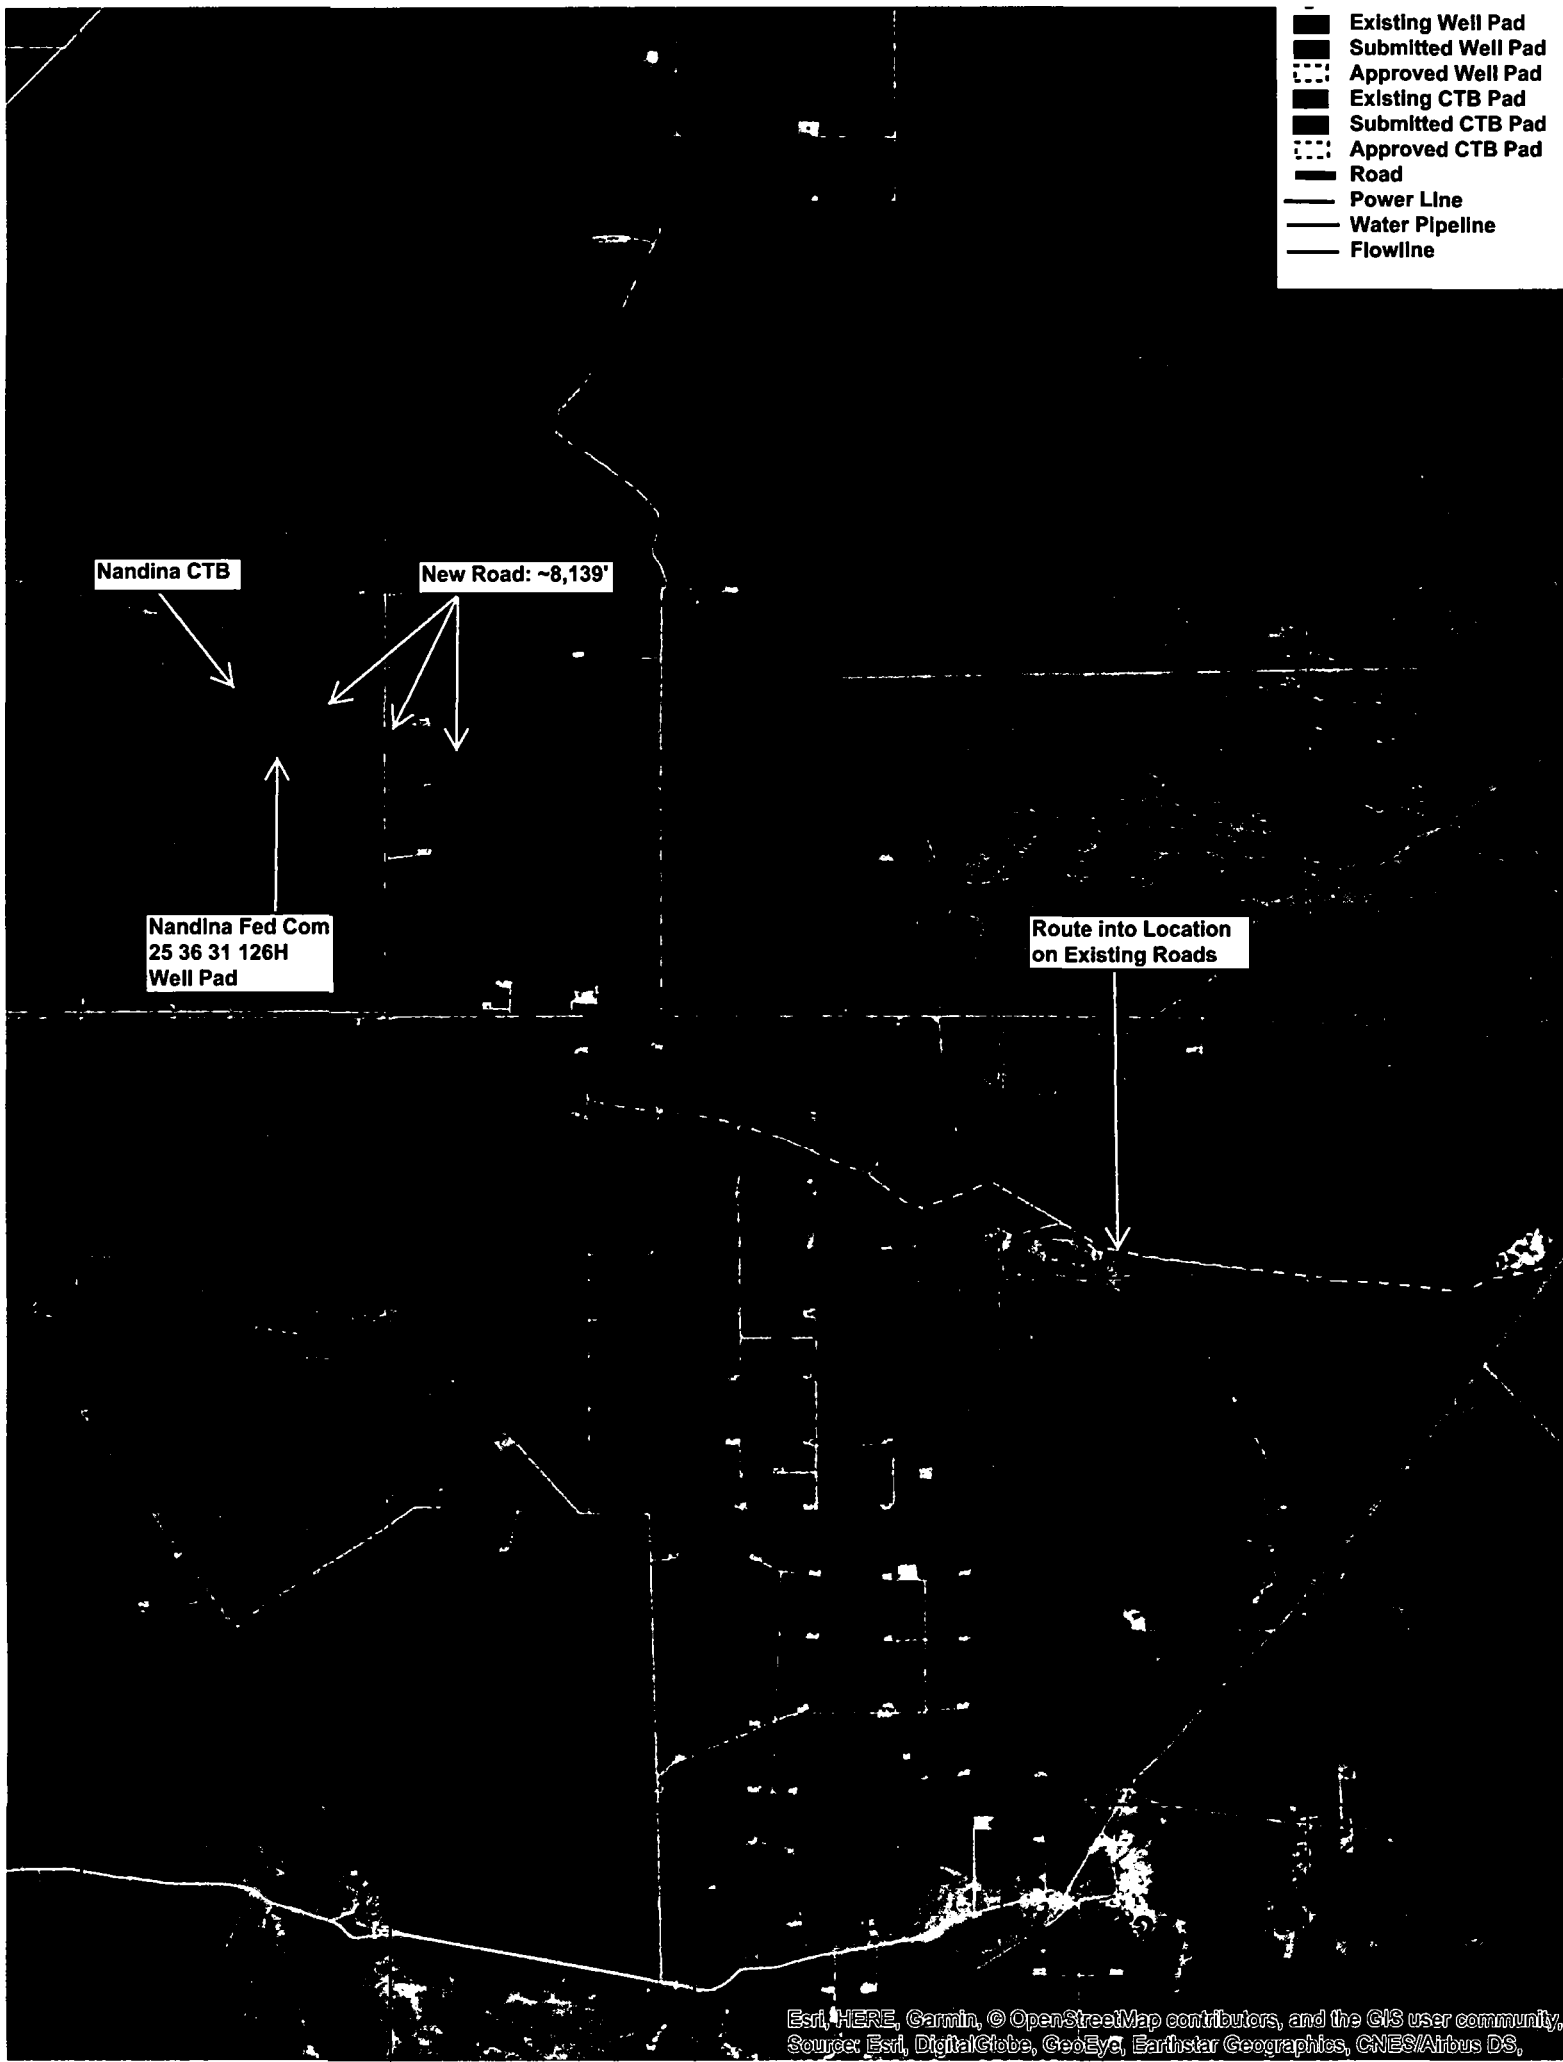 Existing Well Pad
Submitted Well Pad
Approved Well Pad
Existing CTB Pad
Submitted CTB Pad
Approved CTB Pad
Road
Power Line
Water Pipeline
Flowline
Nandina CTB
New Road: ~8,139'
Nandina Fed Com
25 36 31 126H
Well Pad
Route into Location
on Existing Roads
Esri, HERE, Garmin, © OpenStreetMap contributors, and the GIS user community,
Source: Esri, DigitalGlobe, GeoEye, Earthstar Geographics, CNES/Airbus DS,